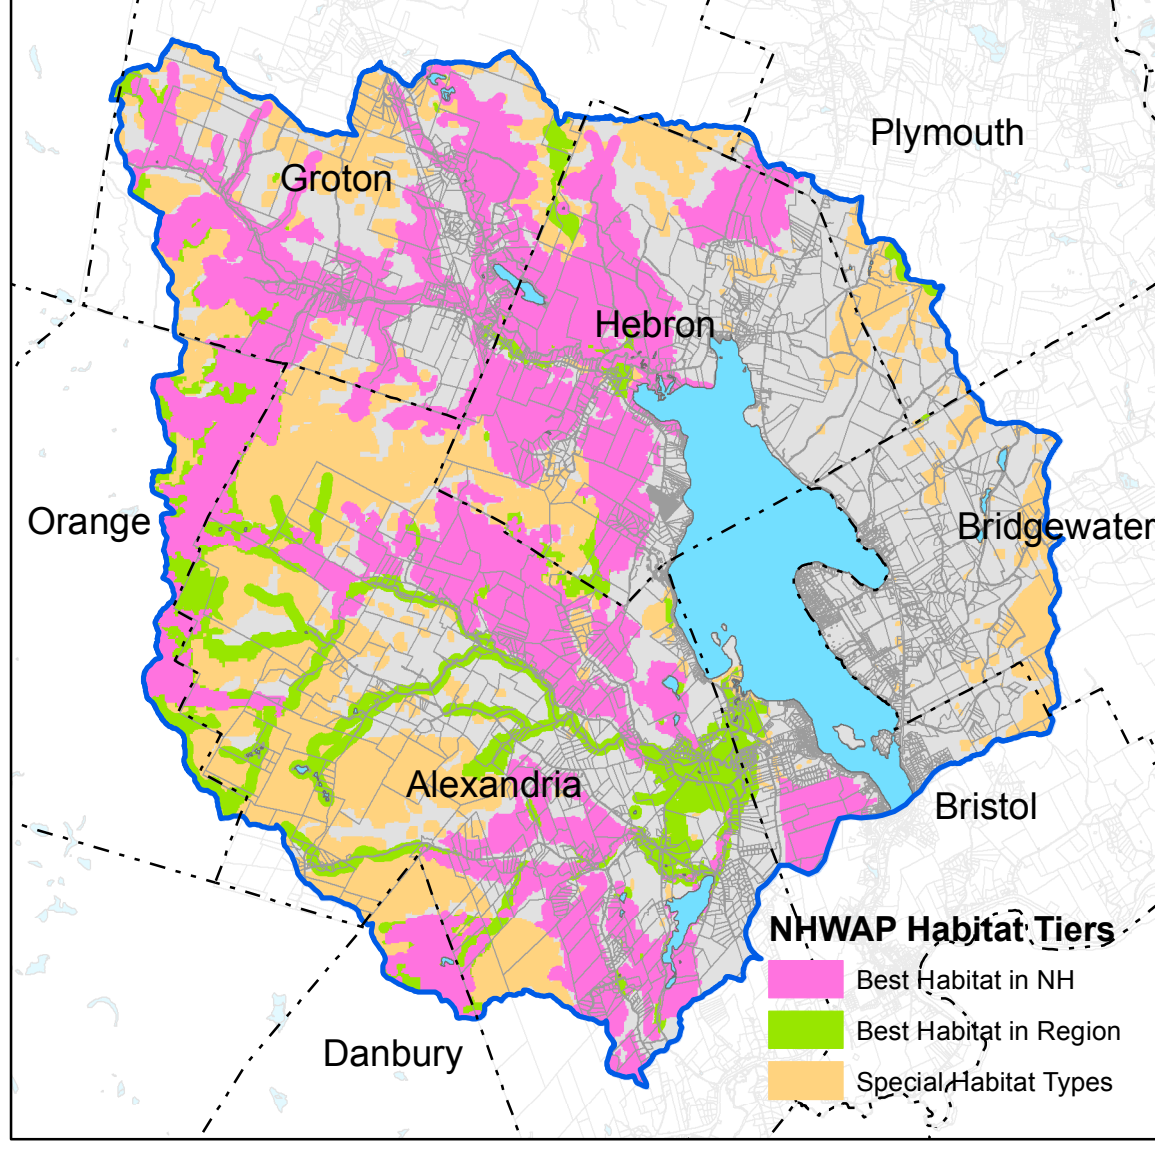 Plymouth
Groton
Hebron
Orange
Bridgewater
Alexandria
Bristol
Danbury
NHWAP Habitat Tiers
Best Habitat in NH
Best Habitat in Region
Special Habitat Types